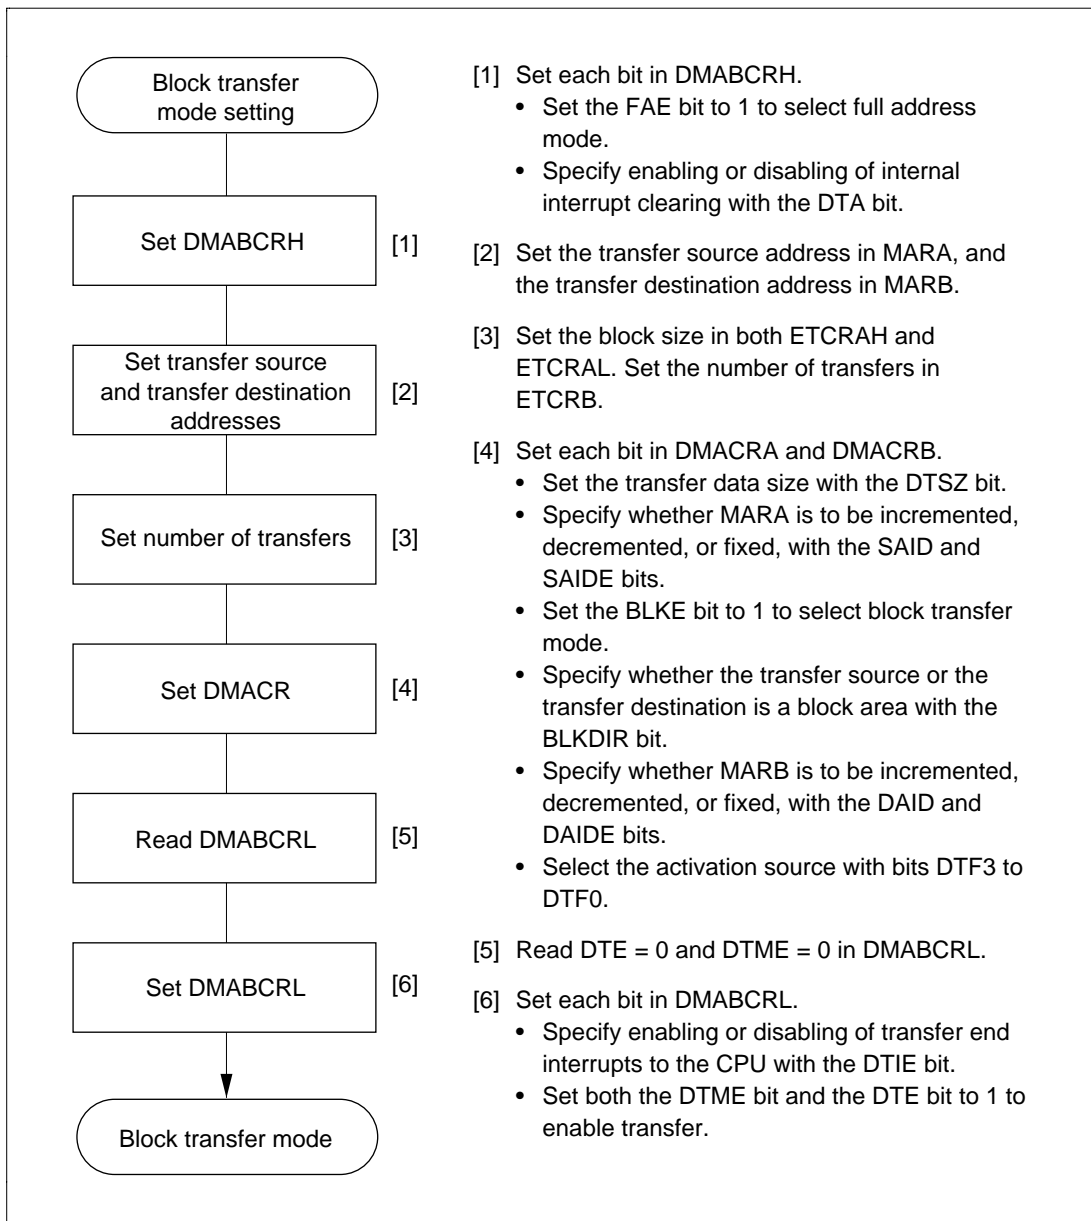 Block transfer
mode setting
Set DMABCRH
[1]
Set transfer source
and transfer destination
addresses
[2]
Set number of transfers
[3]
Set DMACR
[4]
Read DMABCRL
[5]
Set DMABCRL
[6]
Block transfer mode
[1] Set each bit in DMABCRH.
• Set the FAE bit to 1 to select full address
mode.
• Specify enabling or disabling of internal
interrupt clearing with the DTA bit.
[2] Set the transfer source address in MARA, and
the transfer destination address in MARB.
[3] Set the block size in both ETCRAH and
ETCRAL. Set the number of transfers in
ETCRB.
[4] Set each bit in DMACRA and DMACRB.
• Set the transfer data size with the DTSZ bit.
• Specify whether MARA is to be incremented,
decremented, or fixed, with the SAID and
SAIDE bits.
• Set the BLKE bit to 1 to select block transfer
mode.
• Specify whether the transfer source or the
transfer destination is a block area with the
BLKDIR bit.
• Specify whether MARB is to be incremented,
decremented, or fixed, with the DAID and
DAIDE bits.
• Select the activation source with bits DTF3 to
DTF0.
[5] Read DTE = 0 and DTME = 0 in DMABCRL.
[6] Set each bit in DMABCRL.
• Specify enabling or disabling of transfer end
interrupts to the CPU with the DTIE bit.
• Set both the DTME bit and the DTE bit to 1 to
enable transfer.